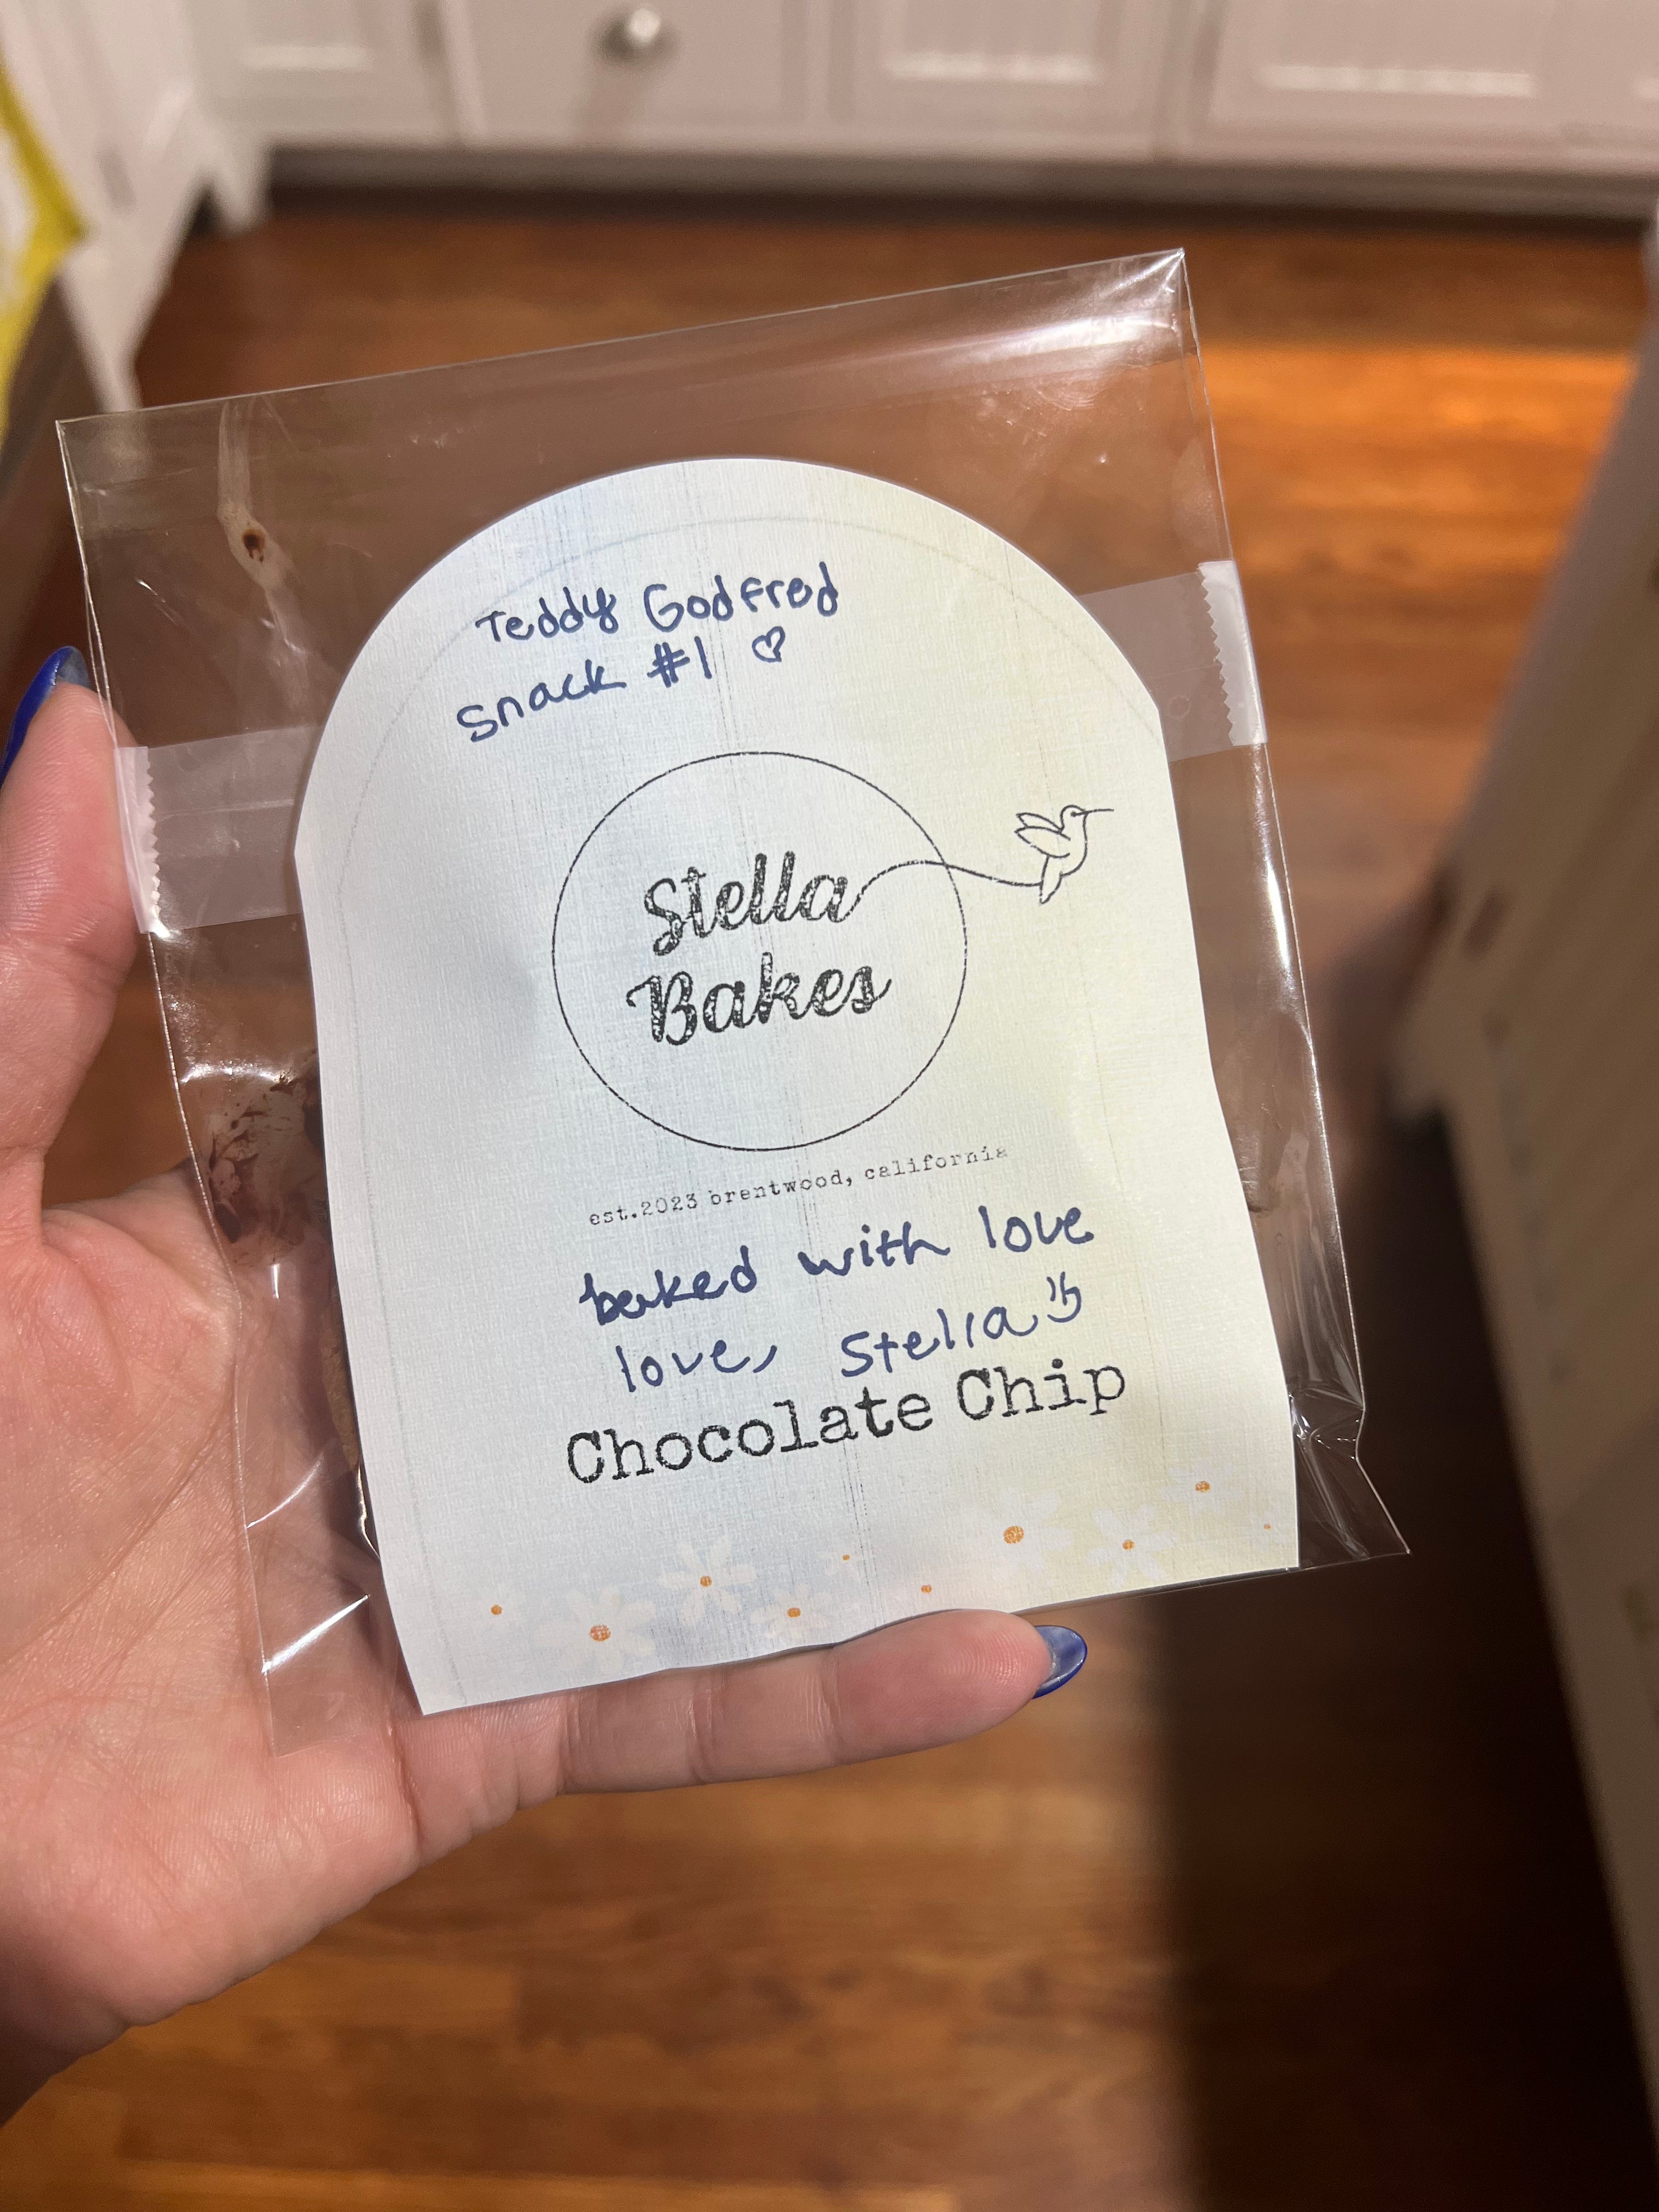 Teddy Godfred
snack #1 ♡
Stella
Bakes
est.2023 brentwood, california
baked with love
love, Stella
Chocolate Chip